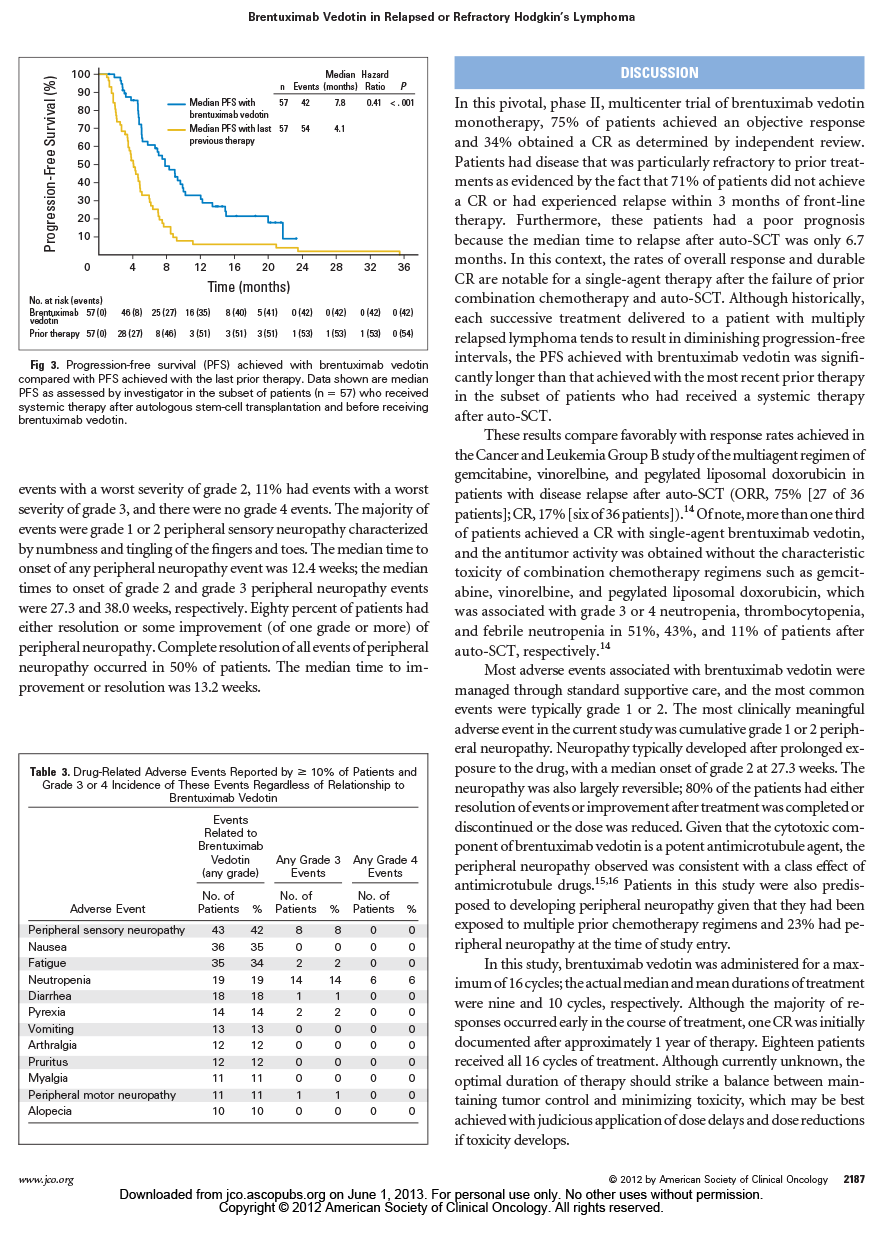 Brentuximab Vedotin in Relapsed or Refractory Hodgkin's Lymphoma
Progression-Free Survival (%)
100
90
80
70
60
50
40
30
20
10
0 4 8 12 16 20 24 28 32 36
Time (months)
Median Hazard
n Events (months) Ratio P
Median PFS with brentuximab vedotin 57 42 7.8 0.41 < .001
Median PFS with last previous therapy 57 54 4.1
No. at risk (events)
Brentuximab vedotin 57 (0) 46 (8) 25 (27) 16 (35) 8 (40) 5 (41) 0 (42) 0 (42) 0 (42) 0 (42)
Prior therapy 57 (0) 28 (27) 8 (46) 3 (51) 3 (51) 3 (51) 1 (53) 1 (53) 1 (53) 0 (54)
Fig 3. Progression-free survival (PFS) achieved with brentuximab vedotin
compared with PFS achieved with the last prior therapy. Data shown are median
PFS as assessed by investigator in the subset of patients (n = 57) who received
systemic therapy after autologous stem-cell transplantation and before receiving
brentuximab vedotin.
events with a worst severity of grade 2, 11% had events with a worst
severity of grade 3, and there were no grade 4 events. The majority of
events were grade 1 or 2 peripheral sensory neuropathy characterized
by numbness and tingling of the fingers and toes. The median time to
onset of any peripheral neuropathy event was 12.4 weeks; the median
times to onset of grade 2 and grade 3 peripheral neuropathy events
were 27.3 and 38.0 weeks, respectively. Eighty percent of patients had
either resolution or some improvement (of one grade or more) of
peripheral neuropathy. Complete resolution of all events of peripheral
neuropathy occurred in 50% of patients. The median time to im-
provement or resolution was 13.2 weeks.
Table 3. Drug-Related Adverse Events Reported by ≥ 10% of Patients and
Grade 3 or 4 Incidence of These Events Regardless of Relationship to
Brentuximab Vedotin
Events
Related to
Brentuximab
Vedotin Any Grade 3 Any Grade 4
(any grade) Events Events
No. of No. of No. of
Adverse Event Patients % Patients % Patients %
Peripheral sensory neuropathy 43 42 8 8 0 0
Nausea 36 35 0 0 0 0
Fatigue 35 34 2 2 0 0
Neutropenia 19 19 14 14 6 6
Diarrhea 18 18 1 1 0 0
Pyrexia 14 14 2 2 0 0
Vomiting 13 13 0 0 0 0
Arthralgia 12 12 0 0 0 0
Pruritus 12 12 0 0 0 0
Myalgia 11 11 0 0 0 0
Peripheral motor neuropathy 11 11 1 1 0 0
Alopecia 10 10 0 0 0 0
DISCUSSION
In this pivotal, phase II, multicenter trial of brentuximab vedotin
monotherapy, 75% of patients achieved an objective response
and 34% obtained a CR as determined by independent review.
Patients had disease that was particularly refractory to prior treat-
ments as evidenced by the fact that 71% of patients did not achieve
a CR or had experienced relapse within 3 months of front-line
therapy. Furthermore, these patients had a poor prognosis
because the median time to relapse after auto-SCT was only 6.7
months. In this context, the rates of overall response and durable
CR are notable for a single-agent therapy after the failure of prior
combination chemotherapy and auto-SCT. Although historically,
each successive treatment delivered to a patient with multiply
relapsed lymphoma tends to result in diminishing progression-free
intervals, the PFS achieved with brentuximab vedotin was signifi-
cantly longer than that achieved with the most recent prior therapy
in the subset of patients who had received a systemic therapy
after auto-SCT.
These results compare favorably with response rates achieved in
the Cancer and Leukemia Group B study of the multiagent regimen of
gemcitabine, vinorelbine, and pegylated liposomal doxorubicin in
patients with disease relapse after auto-SCT (ORR, 75% [27 of 36
patients]; CR, 17% [six of 36 patients]).14 Of note, more than one third
of patients achieved a CR with single-agent brentuximab vedotin,
and the antitumor activity was obtained without the characteristic
toxicity of combination chemotherapy regimens such as gemcit-
abine, vinorelbine, and pegylated liposomal doxorubicin, which
was associated with grade 3 or 4 neutropenia, thrombocytopenia,
and febrile neutropenia in 51%, 43%, and 11% of patients after
auto-SCT, respectively.14
Most adverse events associated with brentuximab vedotin were
managed through standard supportive care, and the most common
events were typically grade 1 or 2. The most clinically meaningful
adverse event in the current study was cumulative grade 1 or 2 periph-
eral neuropathy. Neuropathy typically developed after prolonged ex-
posure to the drug, with a median onset of grade 2 at 27.3 weeks. The
neuropathy was also largely reversible; 80% of the patients had either
resolution of events or improvement after treatment was completed or
discontinued or the dose was reduced. Given that the cytotoxic com-
ponent of brentuximab vedotin is a potent antimicrotubule agent, the
peripheral neuropathy observed was consistent with a class effect of
antimicrotubule drugs.15,16 Patients in this study were also predis-
posed to developing peripheral neuropathy given that they had been
exposed to multiple prior chemotherapy regimens and 23% had pe-
ripheral neuropathy at the time of study entry.
In this study, brentuximab vedotin was administered for a max-
imum of 16 cycles; the actual median and mean durations of treatment
were nine and 10 cycles, respectively. Although the majority of re-
sponses occurred early in the course of treatment, one CR was initially
documented after approximately 1 year of therapy. Eighteen patients
received all 16 cycles of treatment. Although currently unknown, the
optimal duration of therapy should strike a balance between main-
taining tumor control and minimizing toxicity, which may be best
achieved with judicious application of dose delays and dose reductions
if toxicity develops.
www.jco.org © 2012 by American Society of Clinical Oncology 2187
Downloaded from jco.ascopubs.org on June 1, 2013. For personal use only. No other uses without permission.
Copyright © 2012 American Society of Clinical Oncology. All rights reserved.